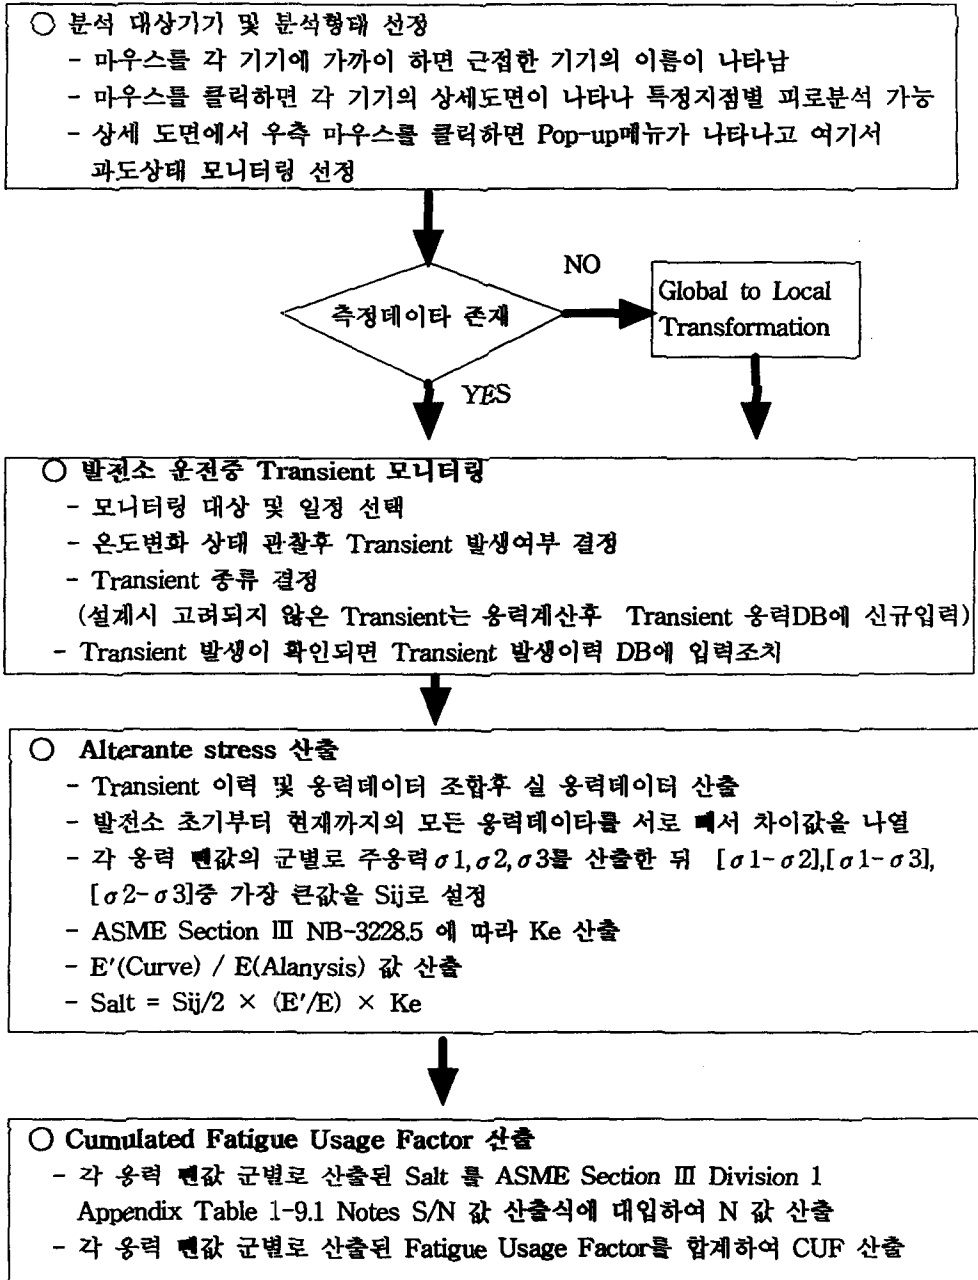 ○ 분석 대상기기 및 분석형태 선정
- 마우스를 각 기기에 가까이 하면 근접한 기기의 이름이 나타남
- 마우스를 클릭하면 각 기기의 상세도면이 나타나 특정지점별 피로분석 가능
- 상세 도면에서 우측 마우스를 클릭하면 Pop-up메뉴가 나타나고 여기서
과도상태 모니터링 선정
NO
측정데이타 존재
Global to Local
Transformation
YES
○ 발전소 운전중 Transient 모니터링
- 모니터링 대상 및 일정 선택
- 온도변화 상태 관찰후 Transient 발생여부 결정
- Transient 종류 결정
(설계시 고려되지 않은 Transient는 응력계산후 Transient 응력DB에 신규입력)
- Transient 발생이 확인되면 Transient 발생이력 DB에 입력조치
○ Alterante stress 산출
- Transient 이력 및 응력데이터 조합후 실 응력데이터 산출
- 발전소 초기부터 현재까지의 모든 응력데이타를 서로 빼서 차이값을 나열
- 각 응력 뺀값의 군별로 주응력σ1,σ2,σ3를 산출한 뒤 [σ1-σ2],[σ1-σ3],
[σ2-σ3]중 가장 큰값을 Sij로 설정
- ASME Section Ⅲ NB-3228.5 에 따라 Ke 산출
- E′(Curve) / E(Alanysis) 값 산출
- Salt = Sij/2 × (E′/E) × Ke
○ Cumulated Fatigue Usage Factor 산출
- 각 응력 뺀값 군별로 산출된 Salt 를 ASME Section Ⅲ Division 1
Appendix Table 1-9.1 Notes S/N 값 산출식에 대입하여 N 값 산출
- 각 응력 뺀값 군별로 산출된 Fatigue Usage Factor를 합계하여 CUF 산출